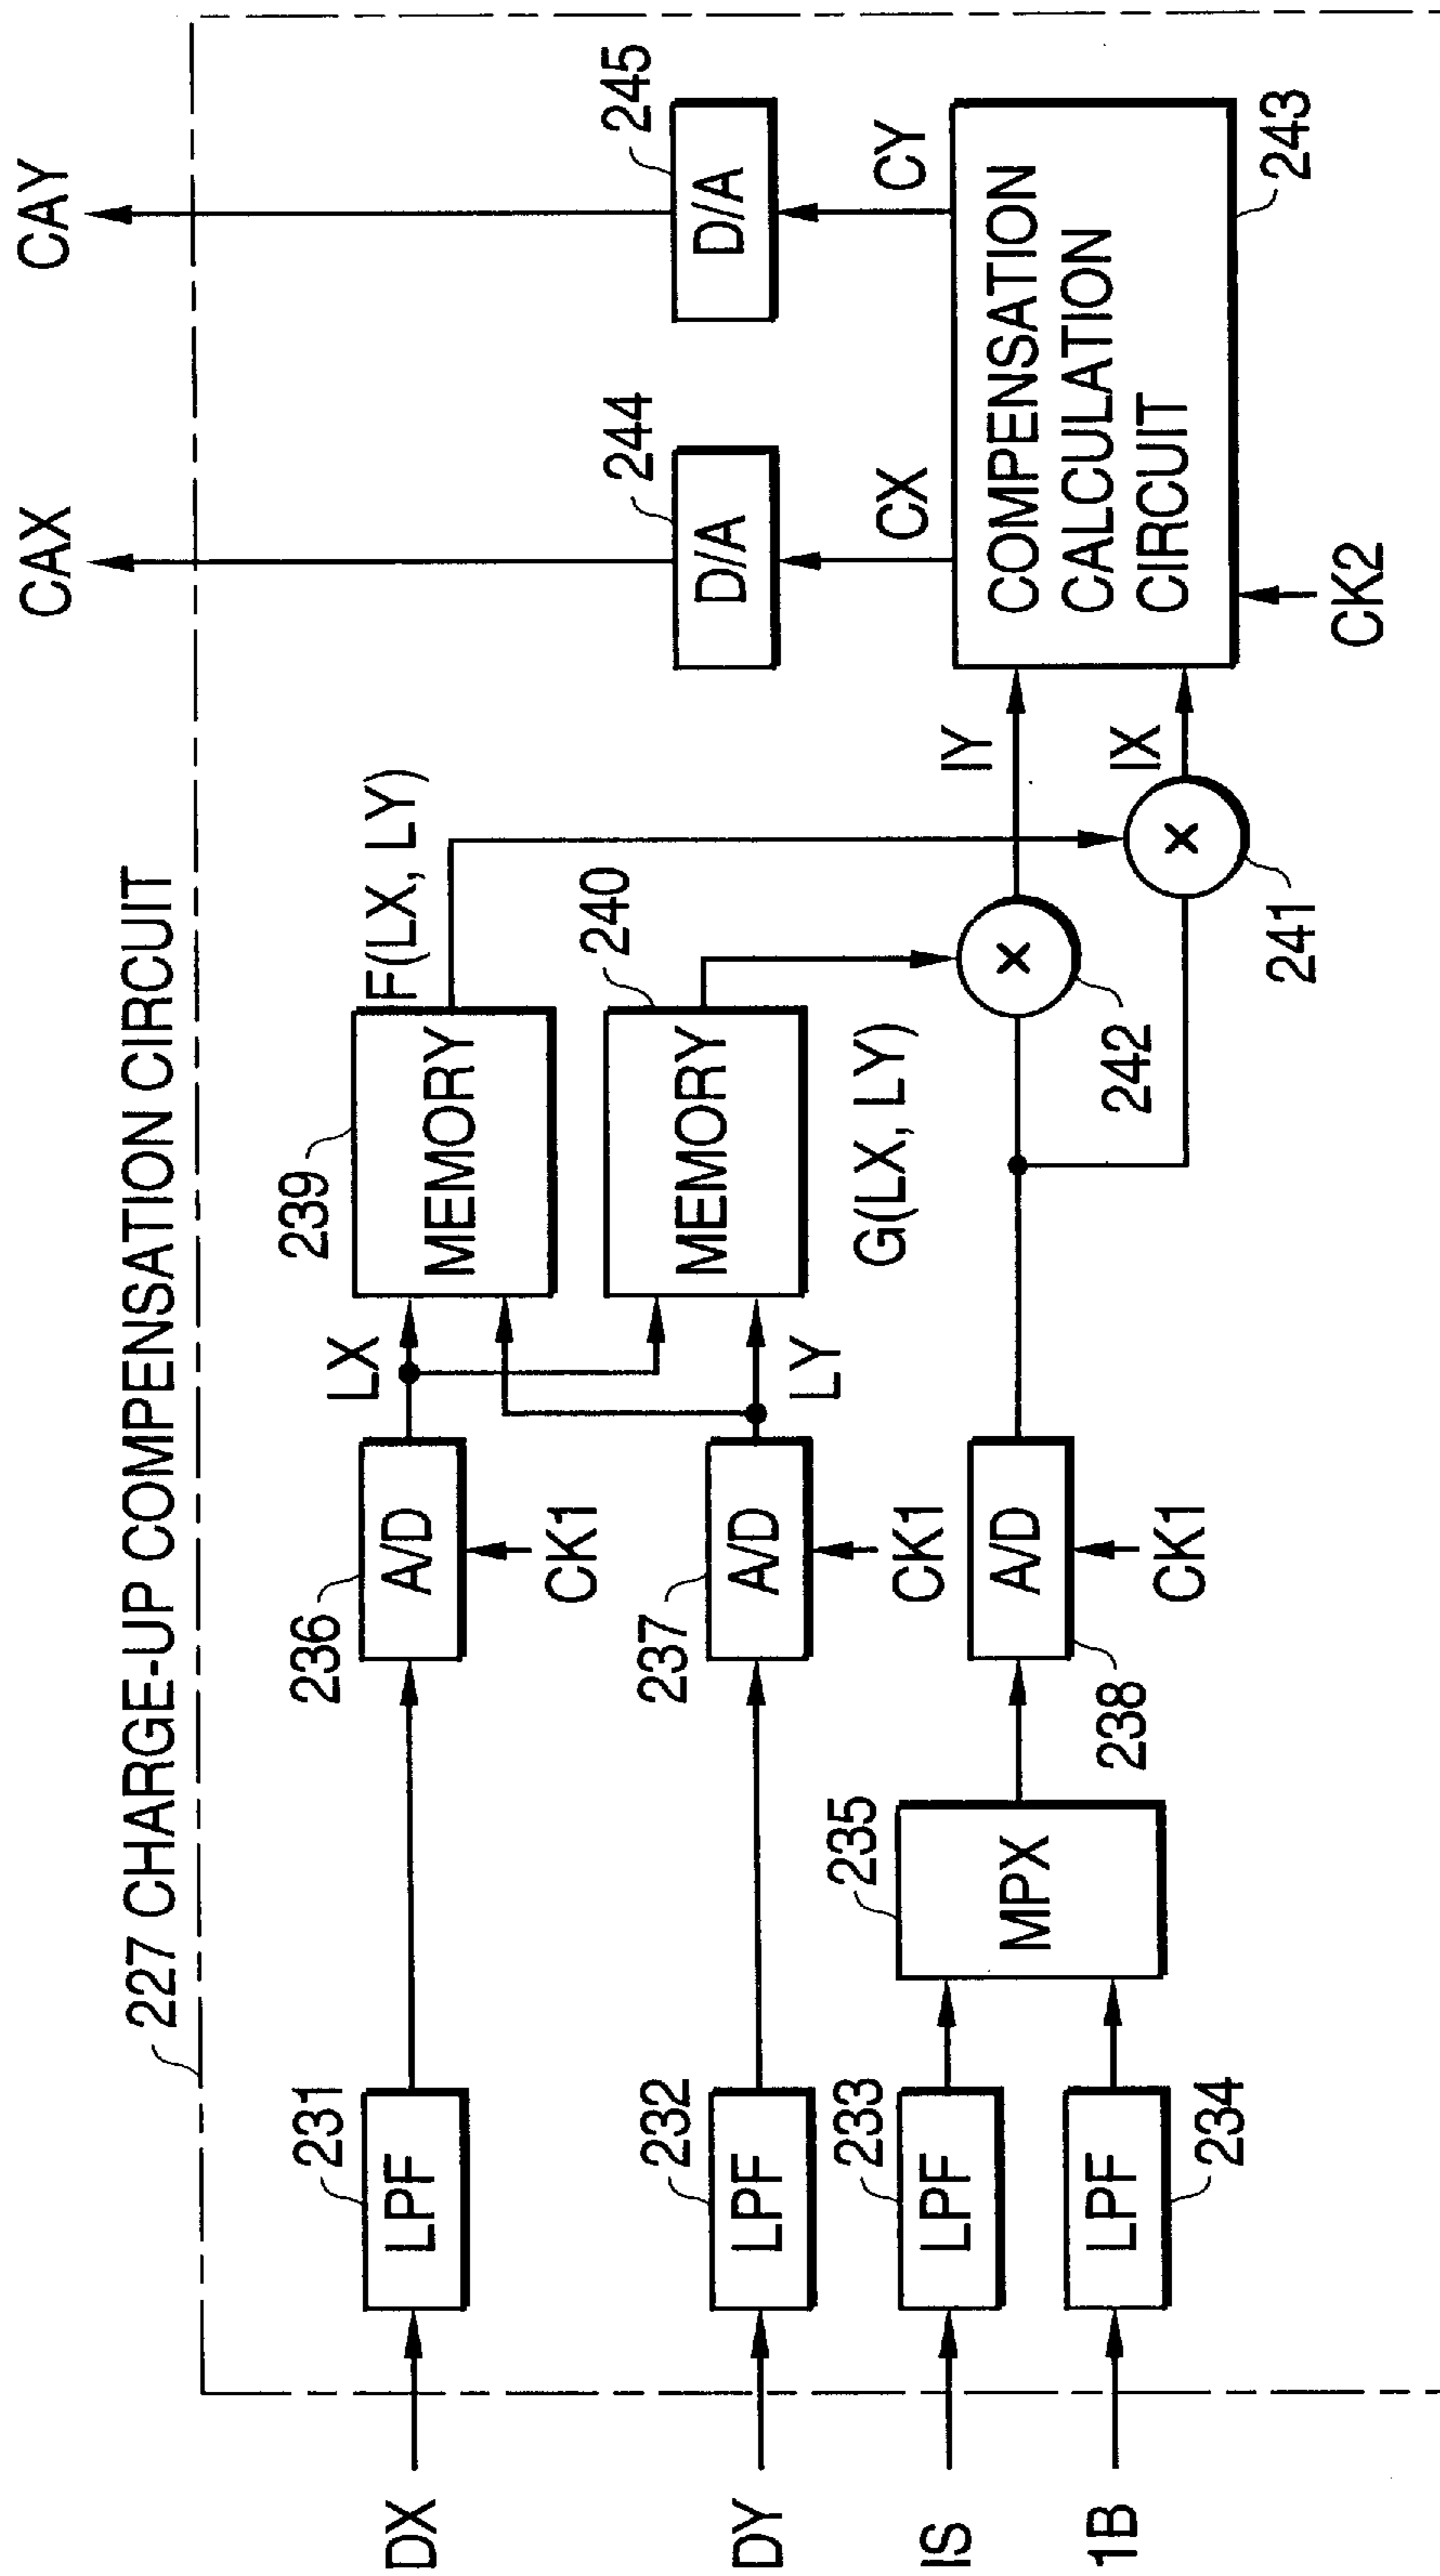 227 CHARGE-UP COMPENSATION CIRCUIT
CAX
CAY
DX
231
LPF
236
A/D
CK1
LX
239
MEMORY
F(LX, LY)
244
D/A
245
D/A
DY
232
LPF
237
A/D
CK1
LY
240
MEMORY
G(LX, LY)
CX
CY
IS
233
LPF
1B
LPF
234
235
MPX
238
A/D
CK1
242
×
IY
241
×
IX
COMPENSATION
CALCULATION
CIRCUIT
243
CK2